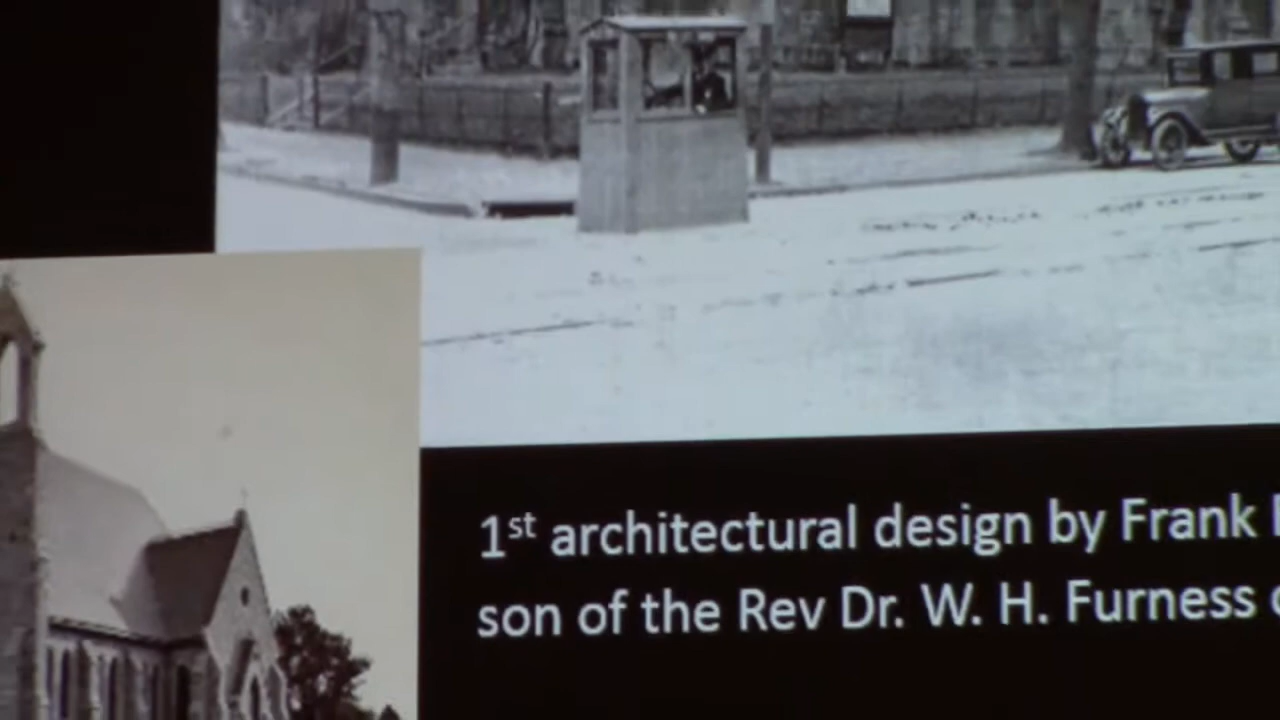 1st architectural design by Frank
son of the Rev Dr. W. H. Furness